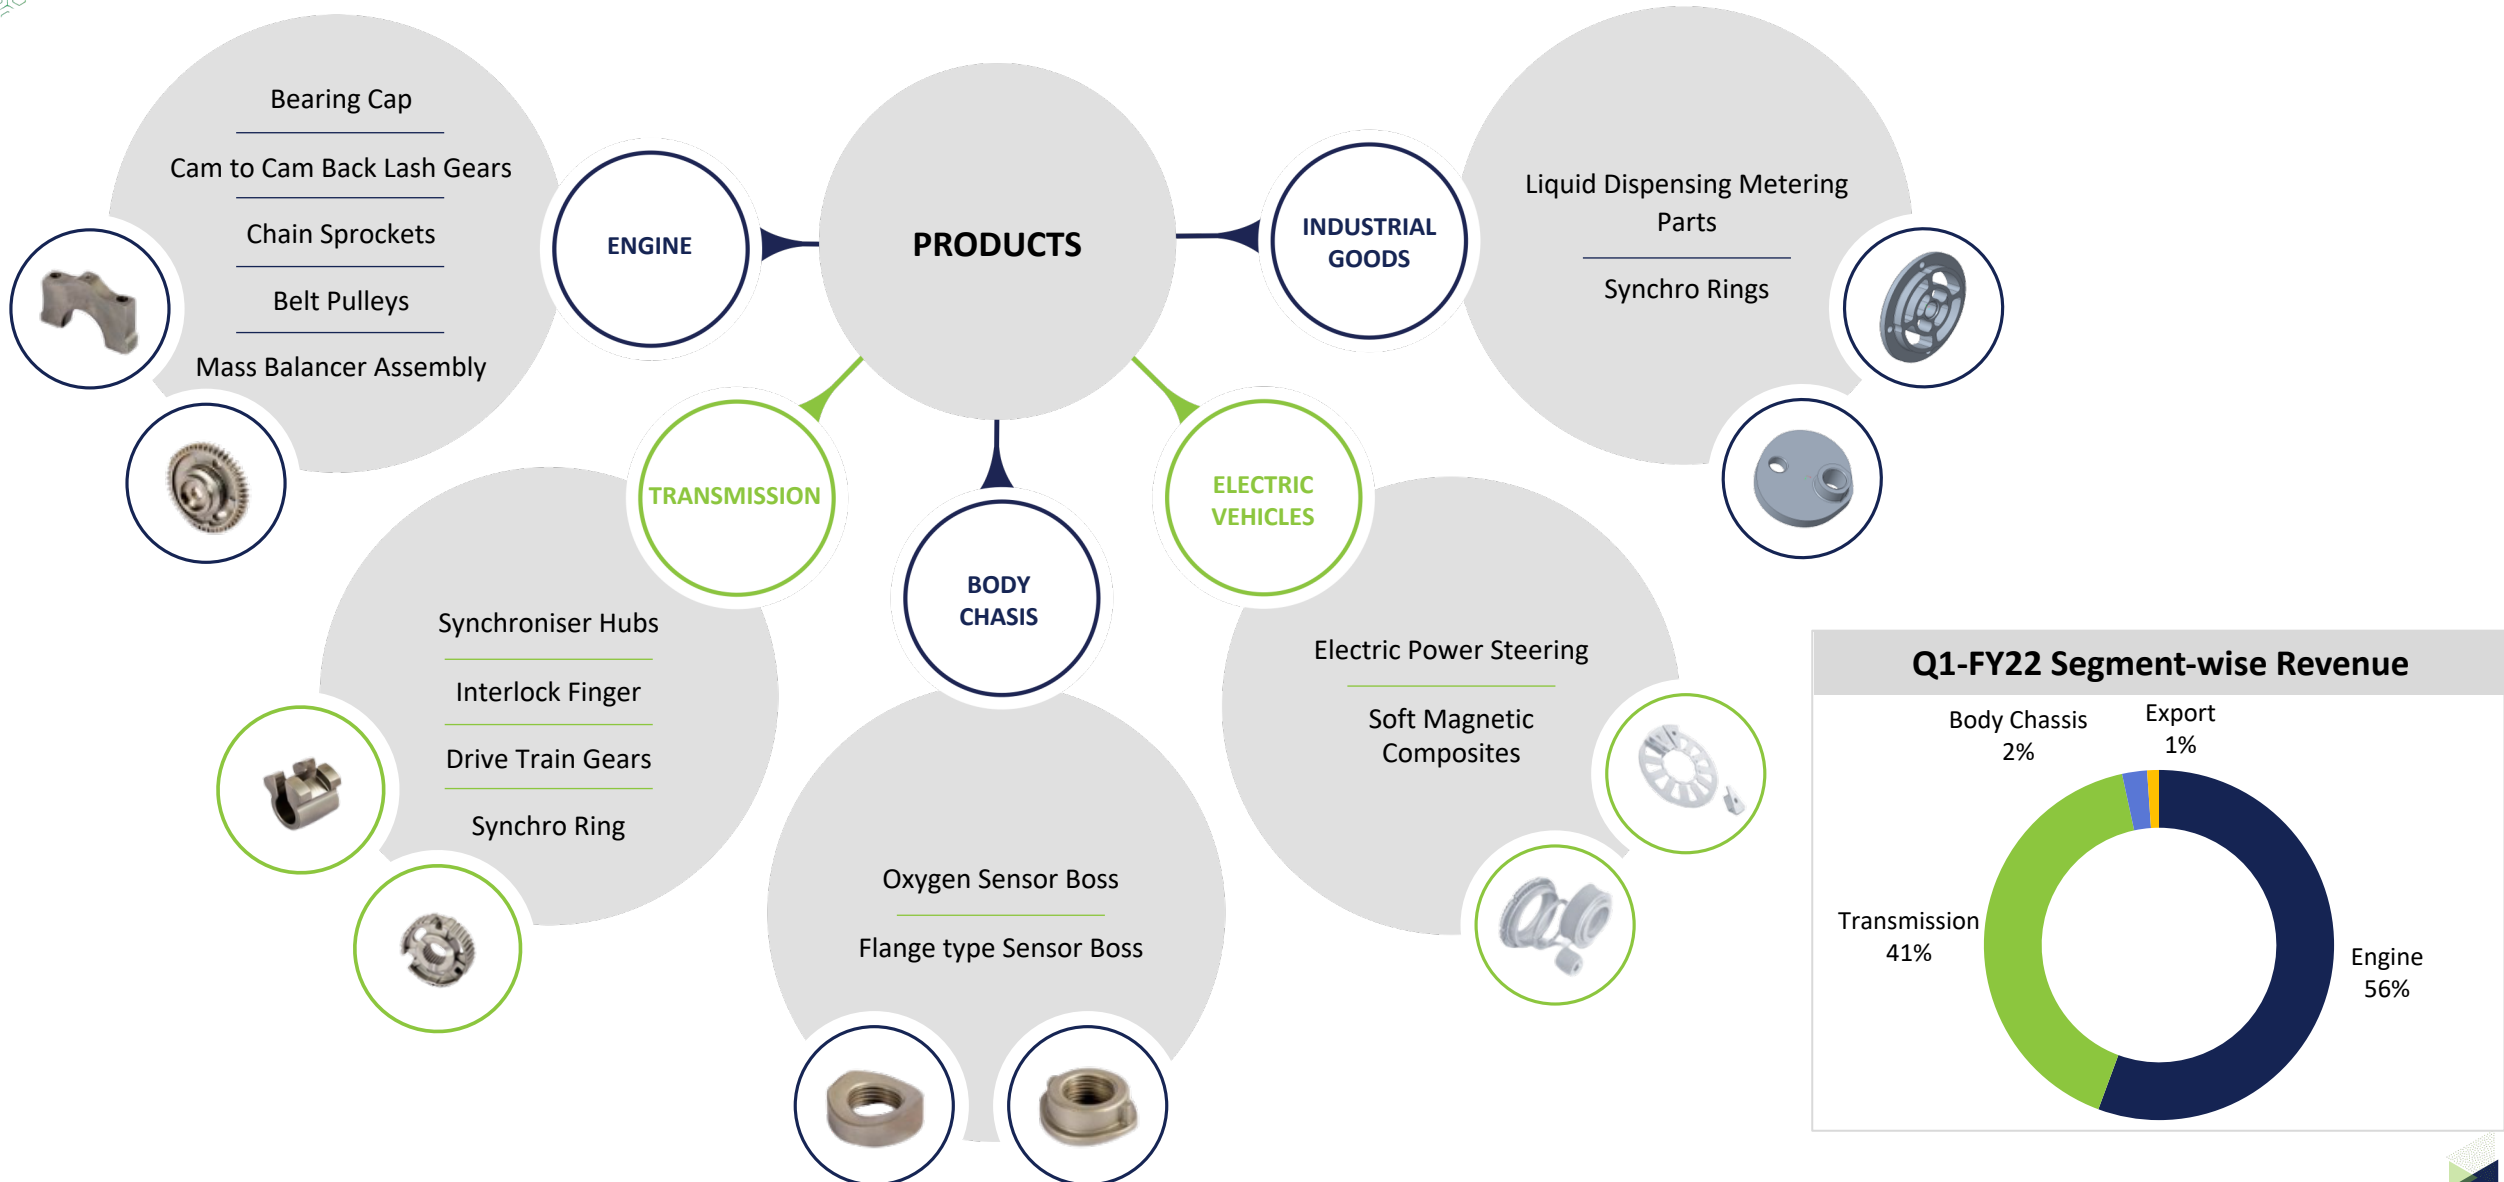 PRODUCTS
ENGINE
Bearing Cap
Cam to Cam Back Lash Gears
Chain Sprockets
Belt Pulleys
Mass Balancer Assembly
TRANSMISSION
Synchroniser Hubs
Interlock Finger
Drive Train Gears
Synchro Ring
BODY
CHASIS
Oxygen Sensor Boss
Flange type Sensor Boss
ELECTRIC
VEHICLES
Electric Power Steering
Soft Magnetic
Composites
INDUSTRIAL
GOODS
Liquid Dispensing Metering
Parts
Synchro Rings
Q1-FY22 Segment-wise Revenue
Body Chassis
2%
Export
1%
Transmission
41%
Engine
56%